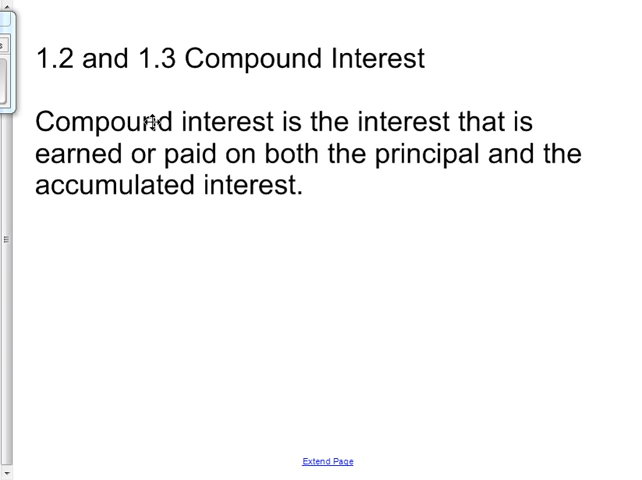 1.2 and 1.3 Compound Interest
Compound interest is the interest that is
earned or paid on both the principal and the
accumulated interest.
Extend Page